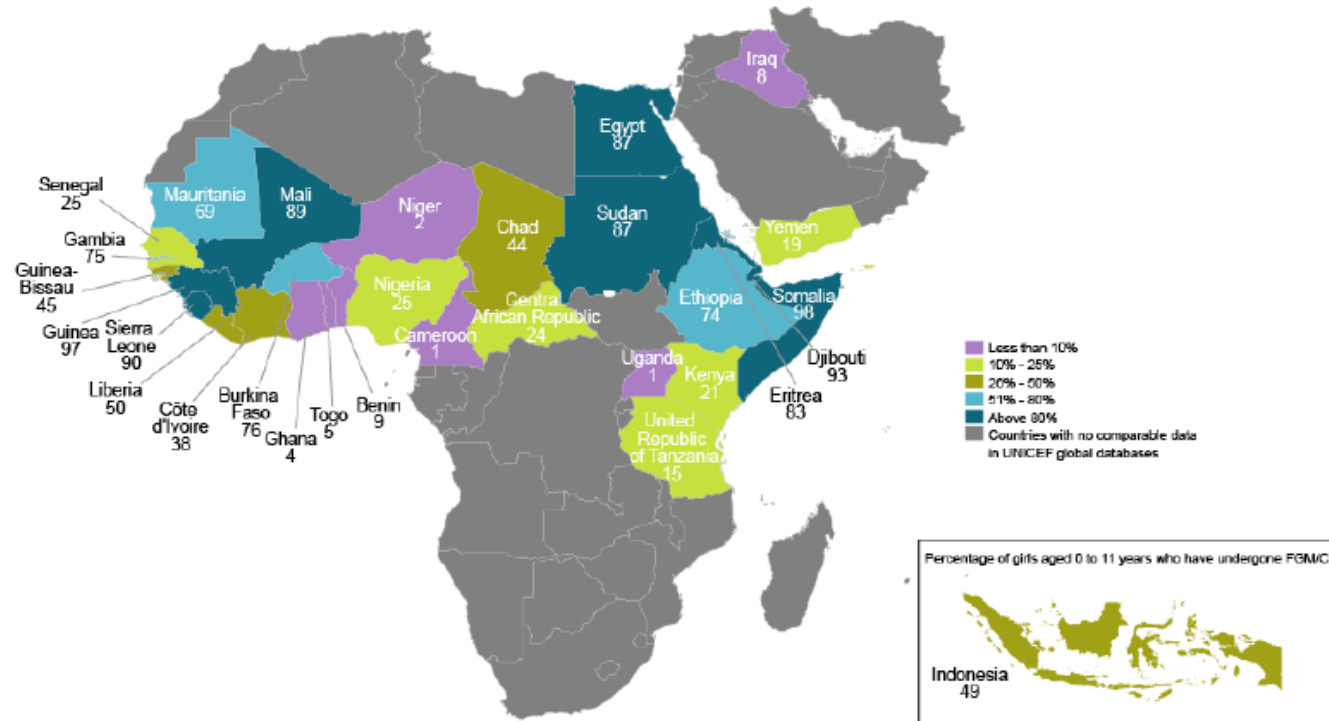 Iraq
8
Egypt
87
Senegal
25
Mauritania
69
Mali
89
Niger
2
Chad
44
Sudan
87
Yemen
19
Gambia
75
Guinea-
Bissau
45
Nigeria
25
Central
African Republic
24
Ethiopia
74
Somalia
98
Guinea
97
Sierra
Leone
90
Cameroon
1
Uganda
1
Kenya
21
Djibouti
93
Eritrea
83
Liberia
50
Côte
d'Ivoire
38
Burkina
Faso
76
Ghana
4
Togo
5
Benin
9
United
Republic
of Tanzania
15
Less than 10%
10% - 25%
26% - 50%
51% - 80%
Above 80%
Countries with no comparable data
in UNICEF global databases
Percentage of girls aged 0 to 11 years who have undergone FGM/C
Indonesia
49